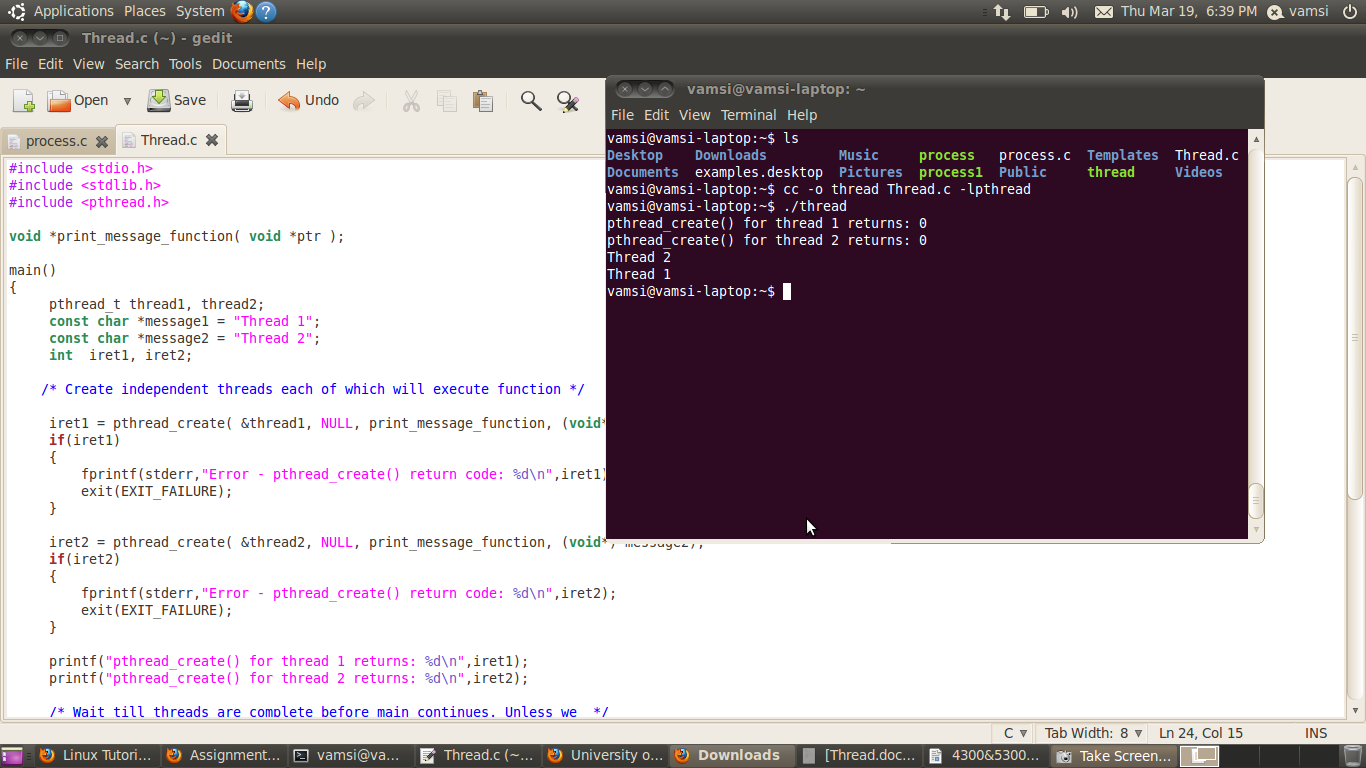 Applications Places System Thu Mar 19, 6:39 PM vamsi
Thread.c (~) - gedit
File Edit View Search Tools Documents Help
Open Save Undo
process.c Thread.c
#include <stdio.h>
#include <stdlib.h>
#include <pthread.h>
void *print_message_function( void *ptr );
main()
{
pthread_t thread1, thread2;
const char *message1 = "Thread 1";
const char *message2 = "Thread 2";
int iret1, iret2;
/* Create independent threads each of which will execute function */
iret1 = pthread_create( &thread1, NULL, print_message_function, (void*
if(iret1)
{
fprintf(stderr,"Error - pthread_create() return code: %d\n",iret1)
exit(EXIT_FAILURE);
}
iret2 = pthread_create( &thread2, NULL, print_message_function, (void*) message2);
if(iret2)
{
fprintf(stderr,"Error - pthread_create() return code: %d\n",iret2);
exit(EXIT_FAILURE);
}
printf("pthread_create() for thread 1 returns: %d\n",iret1);
printf("pthread_create() for thread 2 returns: %d\n",iret2);
/* Wait till threads are complete before main continues. Unless we */
vamsi@vamsi-laptop: ~
File Edit View Terminal Help
vamsi@vamsi-laptop:~$ ls
Desktop Downloads Music process process.c Templates Thread.c
Documents examples.desktop Pictures process1 Public thread Videos
vamsi@vamsi-laptop:~$ cc -o thread Thread.c -lpthread
vamsi@vamsi-laptop:~$ ./thread
pthread_create() for thread 1 returns: 0
pthread_create() for thread 2 returns: 0
Thread 2
Thread 1
vamsi@vamsi-laptop:~$
C Tab Width: 8 Ln 24, Col 15 INS
Linux Tutori... Assignment... vamsi@va... Thread.c (~... University o... Downloads [Thread.doc... 4300&5300... Take Screen...